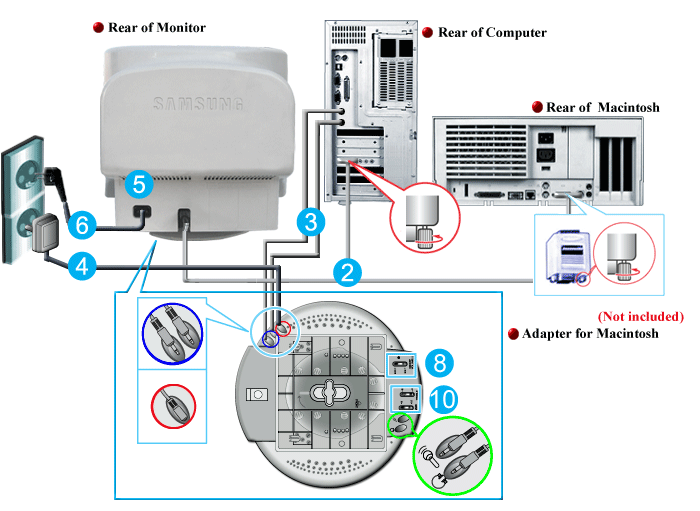 Rear of Monitor
Rear of Computer
Rear of Macintosh
SAMSUNG
5
6
3
4
2
(Not included)
Adapter for Macintosh
8
10